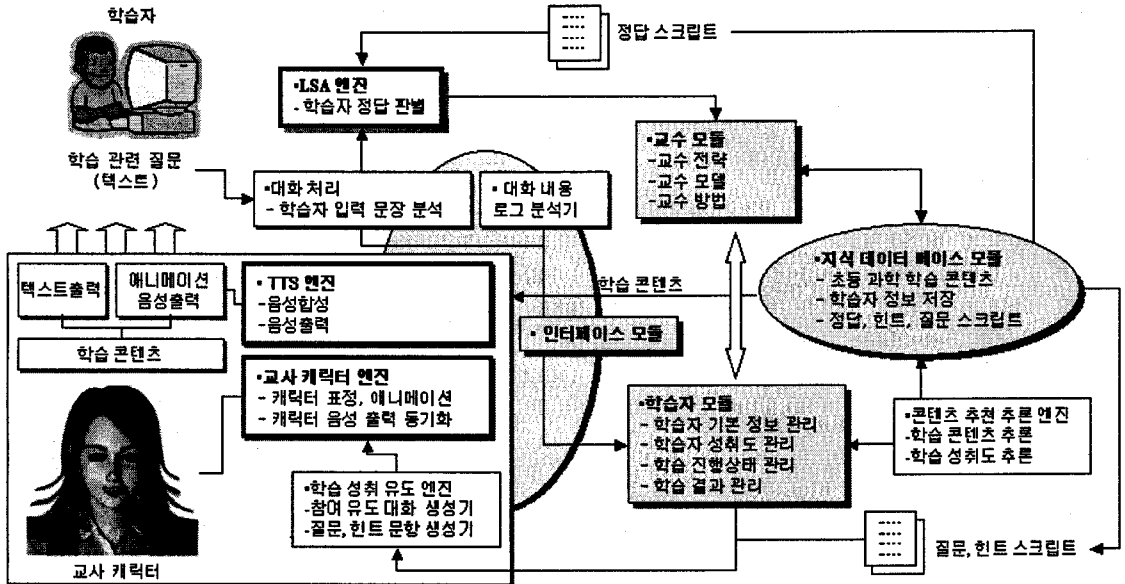 학습자
정답 스크립트
▪LSA 엔진
- 학습자 정답 판별
▪교수 모듈
-교수 전략
-교수 모델
-교수 방법
학습 관련 질문
(텍스트)
▪대화 처리
- 학습자 입력 문장 분석
▪ 대화 내용
로그 분석기
▪지식 데이터 베이스 모듈
- 초등 과학 학습 콘텐츠
- 학습자 정보 저장
- 정답, 힌트, 질문 스크립트
텍스트출력
애니메이션
음성출력
학습 콘텐츠
▪ TTS 엔진
-음성합성
-음성출력
학습 콘텐츠
▪ 인터페이스 모듈
▪교사 캐릭터 엔진
- 캐릭터 표정, 애니메이션
- 캐릭터 음성 출력 동기화
▪학습자 모듈
- 학습자 기본 정보 관리
- 학습자 성취도 관리
- 학습 진행상태 관리
- 학습 결과 관리
▪콘텐츠 추천 추론 엔진
-학습 콘텐츠 추론
-학습 성취도 추론
▪학습 성취 유도 엔진
-참여 유도 대화 생성기
-질문, 힌트 문항 생성기
질문, 힌트 스크립트
교사 캐릭터